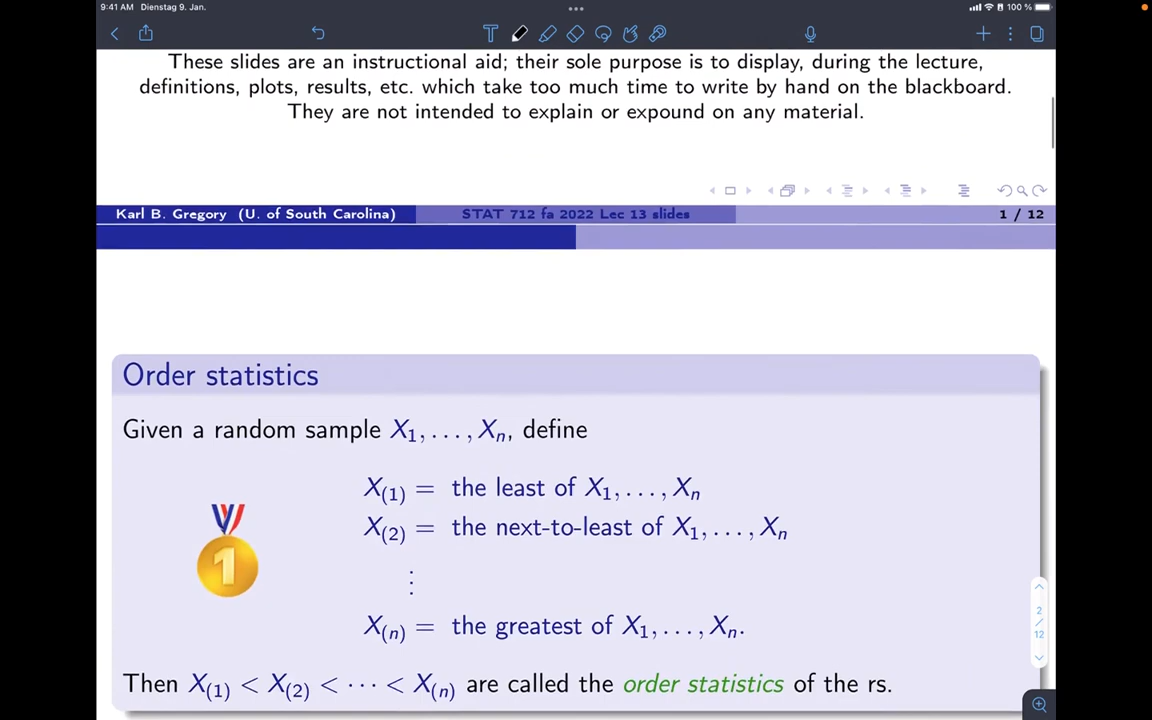 9:41 AM Dienstag 9. Jan.
100 %
These slides are an instructional aid; their sole purpose is to display, during the lecture,
definitions, plots, results, etc. which take too much time to write by hand on the blackboard.
They are not intended to explain or expound on any material.
Karl B. Gregory (U. of South Carolina) STAT 712 fa 2022 Lec 13 slides 1 / 12
Order statistics
Given a random sample X₁, . . . , Xₙ, define
X₍₁₎ = the least of X₁, . . . , Xₙ
X₍₂₎ = the next-to-least of X₁, . . . , Xₙ
⋮
X₍ₙ₎ = the greatest of X₁, . . . , Xₙ.
Then X₍₁₎ < X₍₂₎ < · · · < X₍ₙ₎ are called the order statistics of the rs.
1
2
/
12